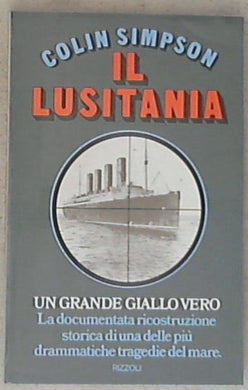 COLIN SIMPSON
IL
LUSITANIA
UN GRANDE GIALLO VERO
La documentata ricostruzione
storica di una delle più
drammatiche tragedie del mare.
RIZZOLI